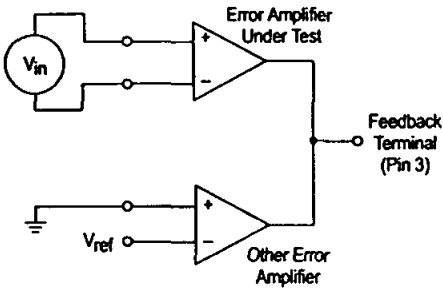 Error Amplifier
Under Test
Vin
+
−
Feedback
Terminal
(Pin 3)
+
Vref
−
Other Error
Amplifier